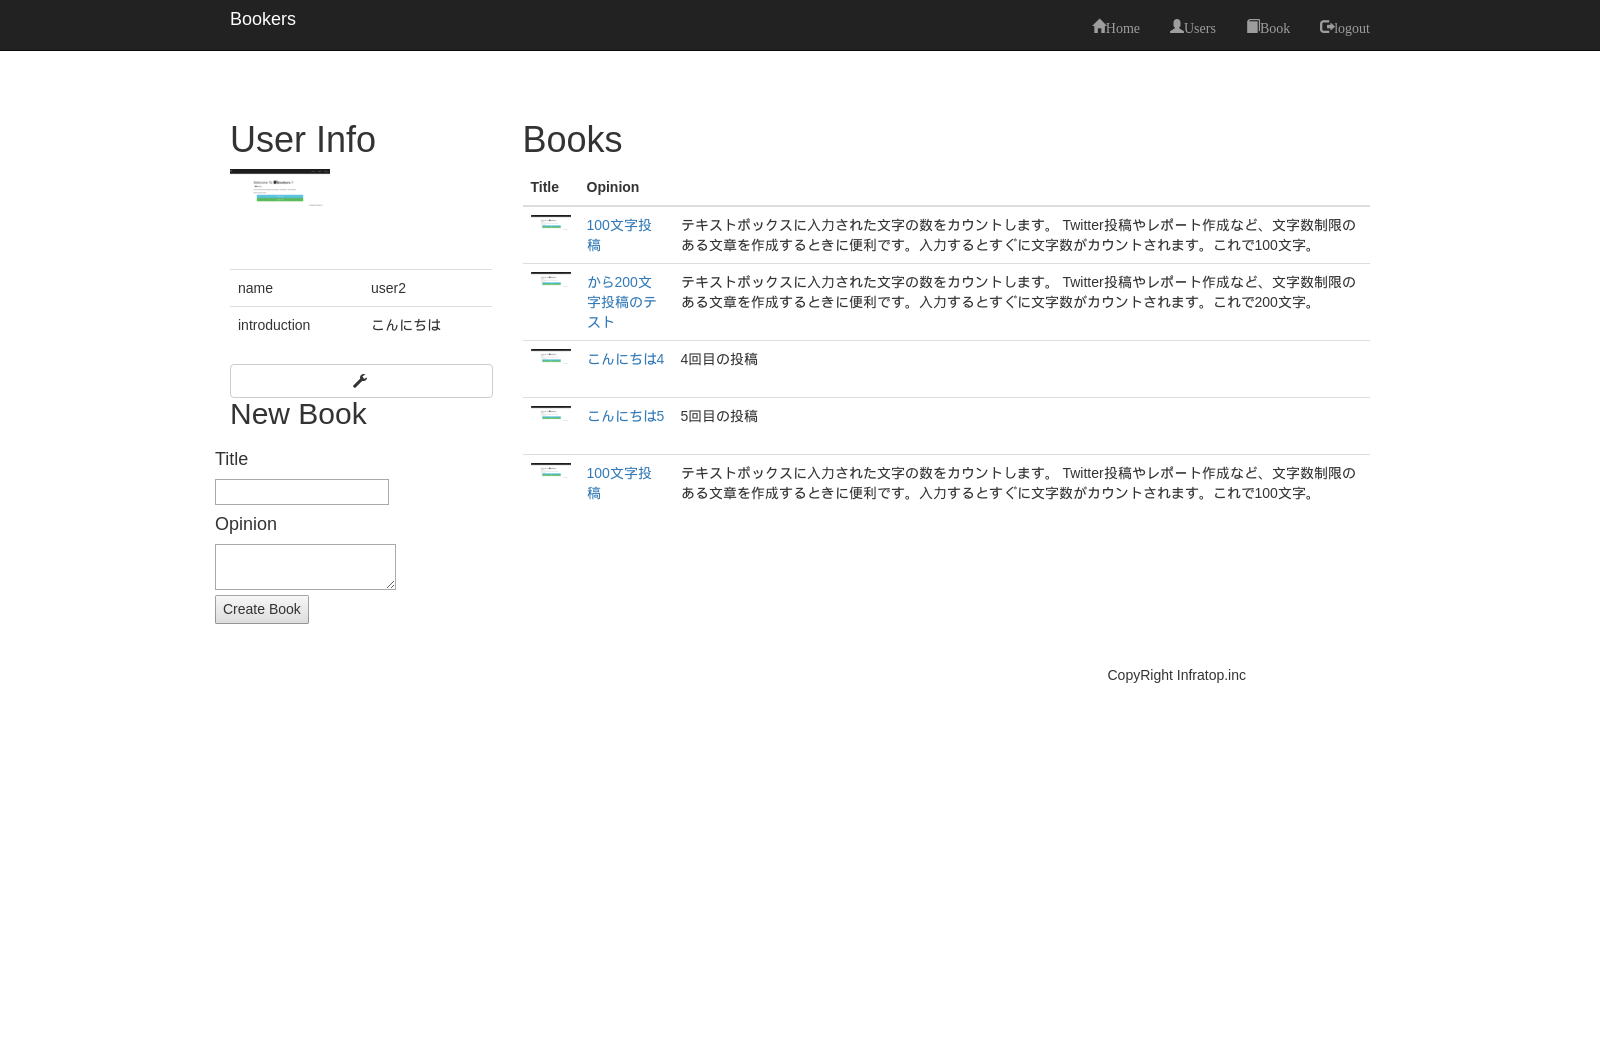 Bookers
Home Users Book logout
User Info
name user2
introduction こんにちは
New Book
Title
Opinion
Create Book
Books
Title Opinion
100文字投稿
テキストボックスに入力された文字の数をカウントします。 Twitter投稿やレポート作成など、文字数制限の
ある文章を作成するときに便利です。入力するとすぐに文字数がカウントされます。これで100文字。
から200文
字投稿のテ
スト
テキストボックスに入力された文字の数をカウントします。 Twitter投稿やレポート作成など、文字数制限の
ある文章を作成するときに便利です。入力するとすぐに文字数がカウントされます。これで200文字。
こんにちは4 4回目の投稿
こんにちは5 5回目の投稿
100文字投
稿
テキストボックスに入力された文字の数をカウントします。 Twitter投稿やレポート作成など、文字数制限の
ある文章を作成するときに便利です。入力するとすぐに文字数がカウントされます。これで100文字。
CopyRight Infratop.inc